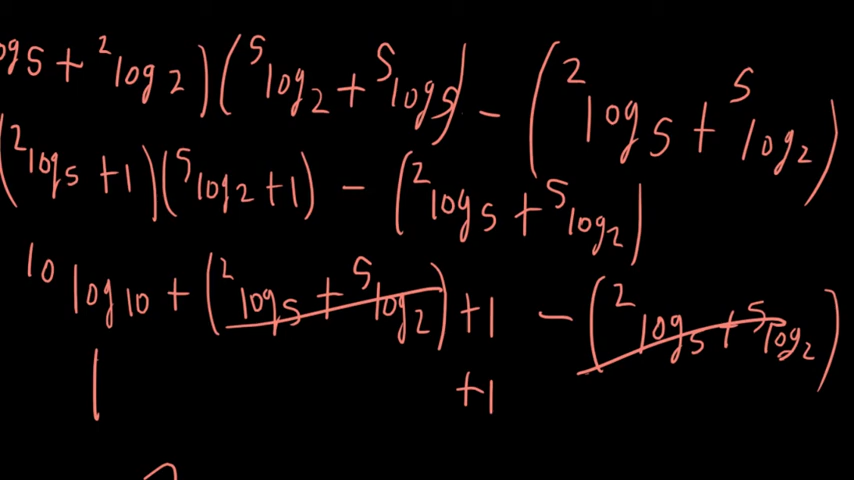 og5 + ²log2)(⁵log2 + ⁵log5) − (²log5 + ⁵log2)
(²log5 + 1)(⁵log2 + 1) − (²log5 + ⁵log2)
¹⁰log10 + (²log5 + ⁵log2) + 1 − (²log5 + ⁵log2)
1 + 1